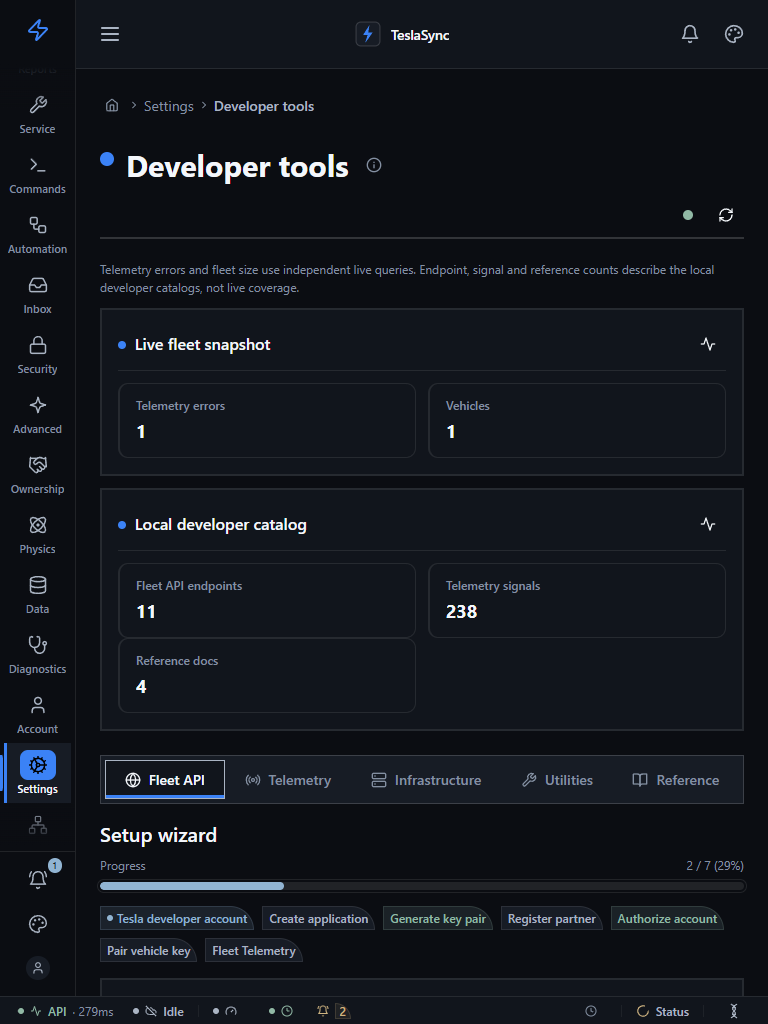 TeslaSync
Reports
Service
Commands
Automation
Inbox
Security
Advanced
Ownership
Physics
Data
Diagnostics
Account
Settings
1
Settings
Developer tools
Developer tools
Telemetry errors and fleet size use independent live queries. Endpoint, signal and reference counts describe the local
developer catalogs, not live coverage.
Live fleet snapshot
Telemetry errors
1
Vehicles
1
Local developer catalog
Fleet API endpoints
11
Telemetry signals
238
Reference docs
4
Fleet API
Telemetry
Infrastructure
Utilities
Reference
Setup wizard
Progress
2 / 7 (29%)
Tesla developer account
Create application
Generate key pair
Register partner
Authorize account
Pair vehicle key
Fleet Telemetry
API · 279ms
Idle
2
Status